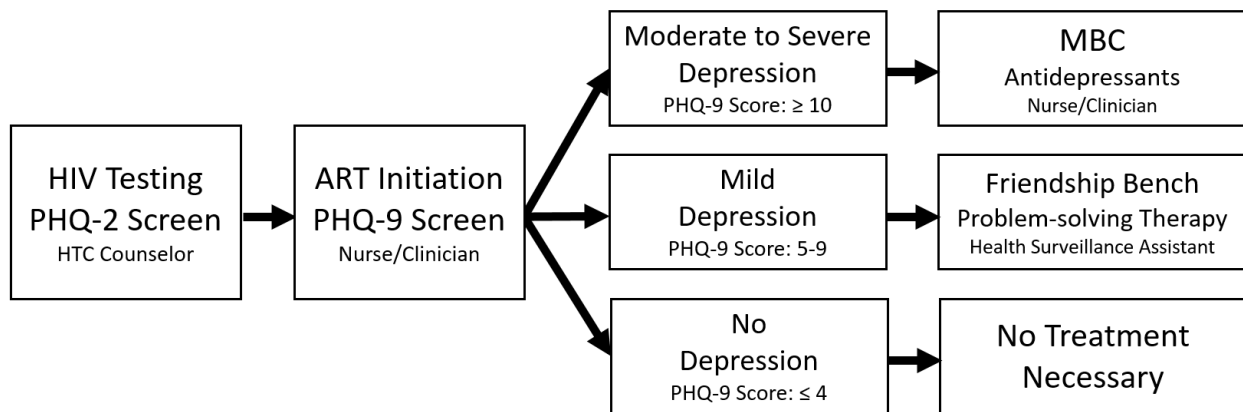 HIV Testing
PHQ-2 Screen
HTC Counselor
ART Initiation
PHQ-9 Screen
Nurse/Clinician
Moderate to Severe
Depression
PHQ-9 Score: ≥ 10
MBC
Antidepressants
Nurse/Clinician
Mild
Depression
PHQ-9 Score: 5-9
Friendship Bench
Problem-solving Therapy
Health Surveillance Assistant
No
Depression
PHQ-9 Score: ≤ 4
No Treatment
Necessary